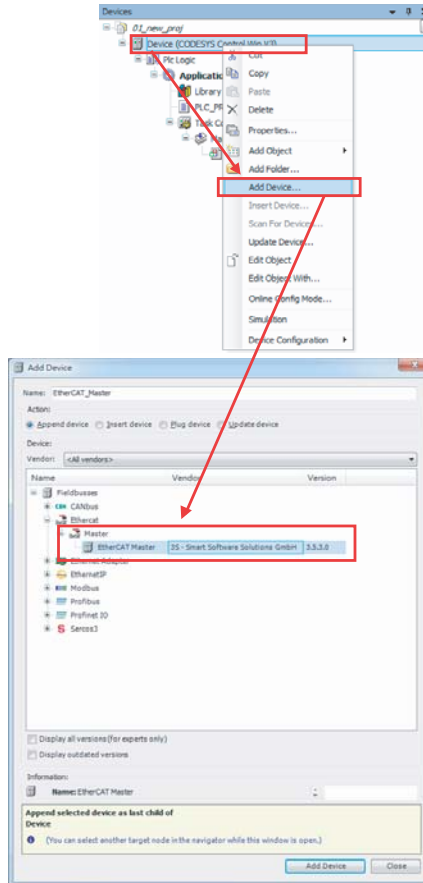 Devices
01_new_proj
Device (CODESYS Control Win V3)
Plc Logic
Cut
Applicatio
Copy
Library
Paste
PLC_PR
Delete
Task Co
Properties...
Ma
Add Object
Add Folder...
Add Device...
Insert Device...
Scan For Devices...
Update Device...
Edit Object
Edit Object With...
Online Config Mode...
Simulation
Device Configuration
Add Device
Name: EtherCAT_Master
Action:
Append device Insert device Plug device Update device
Device:
Vendor: <All vendors>
Name Vendor Version
Fieldbusses
CAN CANbus
Ethercat
Master
EtherCAT Master 3S - Smart Software Solutions GmbH 3.5.3.0
Ethernet Adapter
EthernetIP
Modbus
Profibus
Profinet IO
Sercos3
Display all versions (for experts only)
Display outdated versions
Information:
Name: EtherCAT Master
Append selected device as last child of
Device
(You can select another target node in the navigator while this window is open.)
Add Device Close